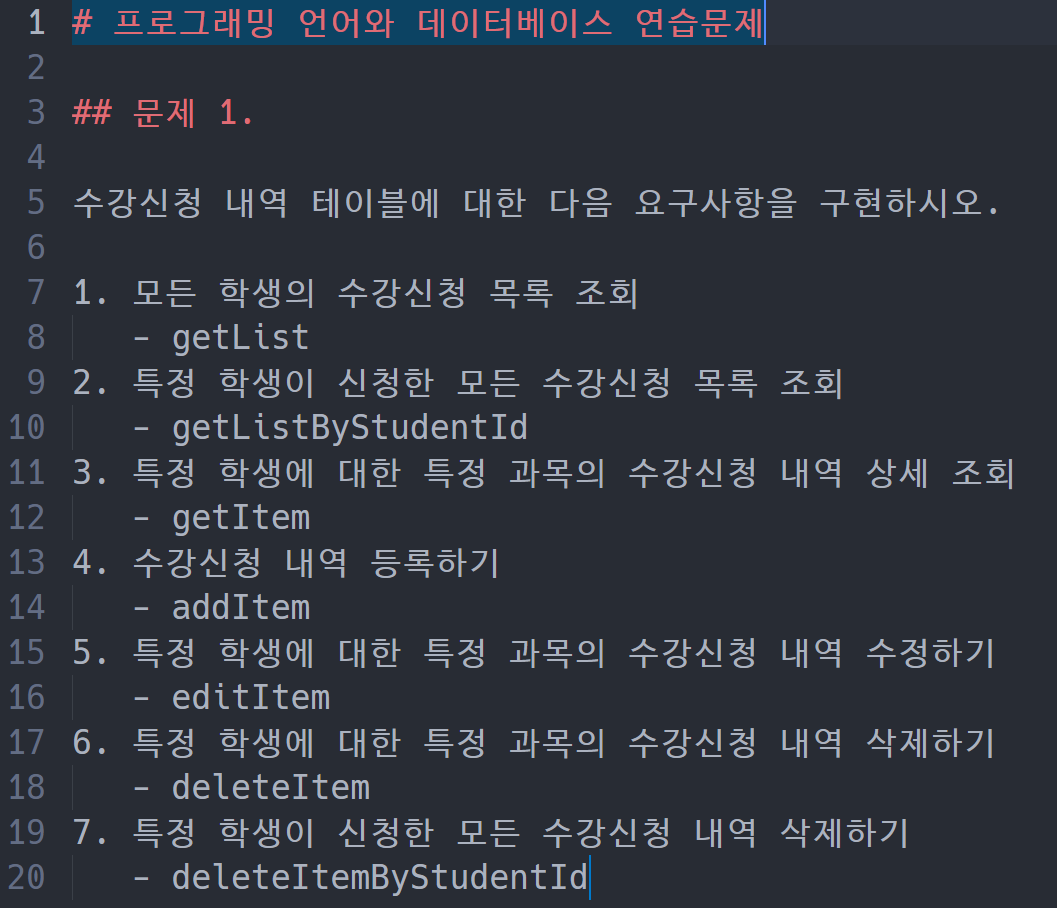 1 # 프로그래밍 언어와 데이터베이스 연습문제
2
3 ## 문제 1.
4
5 수강신청 내역 테이블에 대한 다음 요구사항을 구현하시오.
6
7 1. 모든 학생의 수강신청 목록 조회
8 - getList
9 2. 특정 학생이 신청한 모든 수강신청 목록 조회
10 - getListByStudentId
11 3. 특정 학생에 대한 특정 과목의 수강신청 내역 상세 조회
12 - getItem
13 4. 수강신청 내역 등록하기
14 - addItem
15 5. 특정 학생에 대한 특정 과목의 수강신청 내역 수정하기
16 - editItem
17 6. 특정 학생에 대한 특정 과목의 수강신청 내역 삭제하기
18 - deleteItem
19 7. 특정 학생이 신청한 모든 수강신청 내역 삭제하기
20 - deleteItemByStudentId